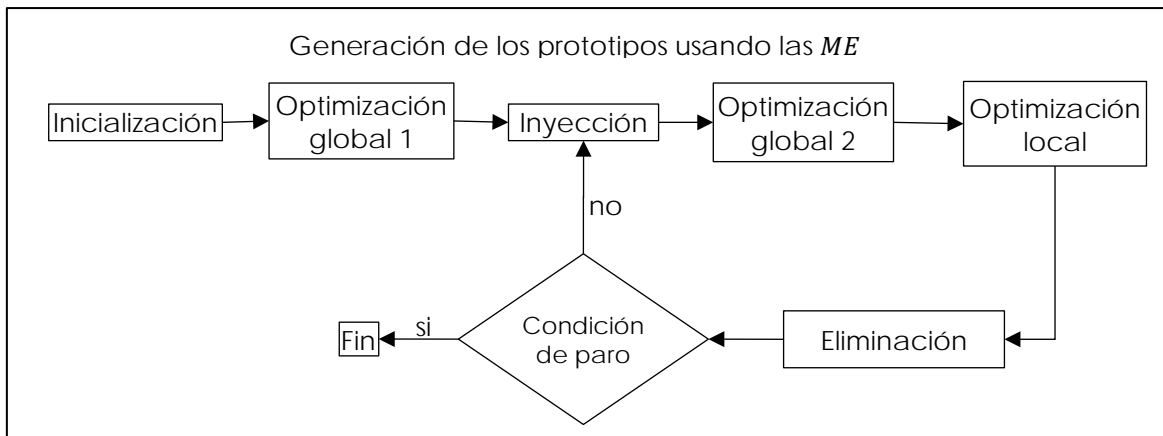 Generación de los prototipos usando las ME
Inicialización
Optimización
global 1
Inyección
Optimización
global 2
Optimización
local
no
Fin
si
Condición
de paro
Eliminación